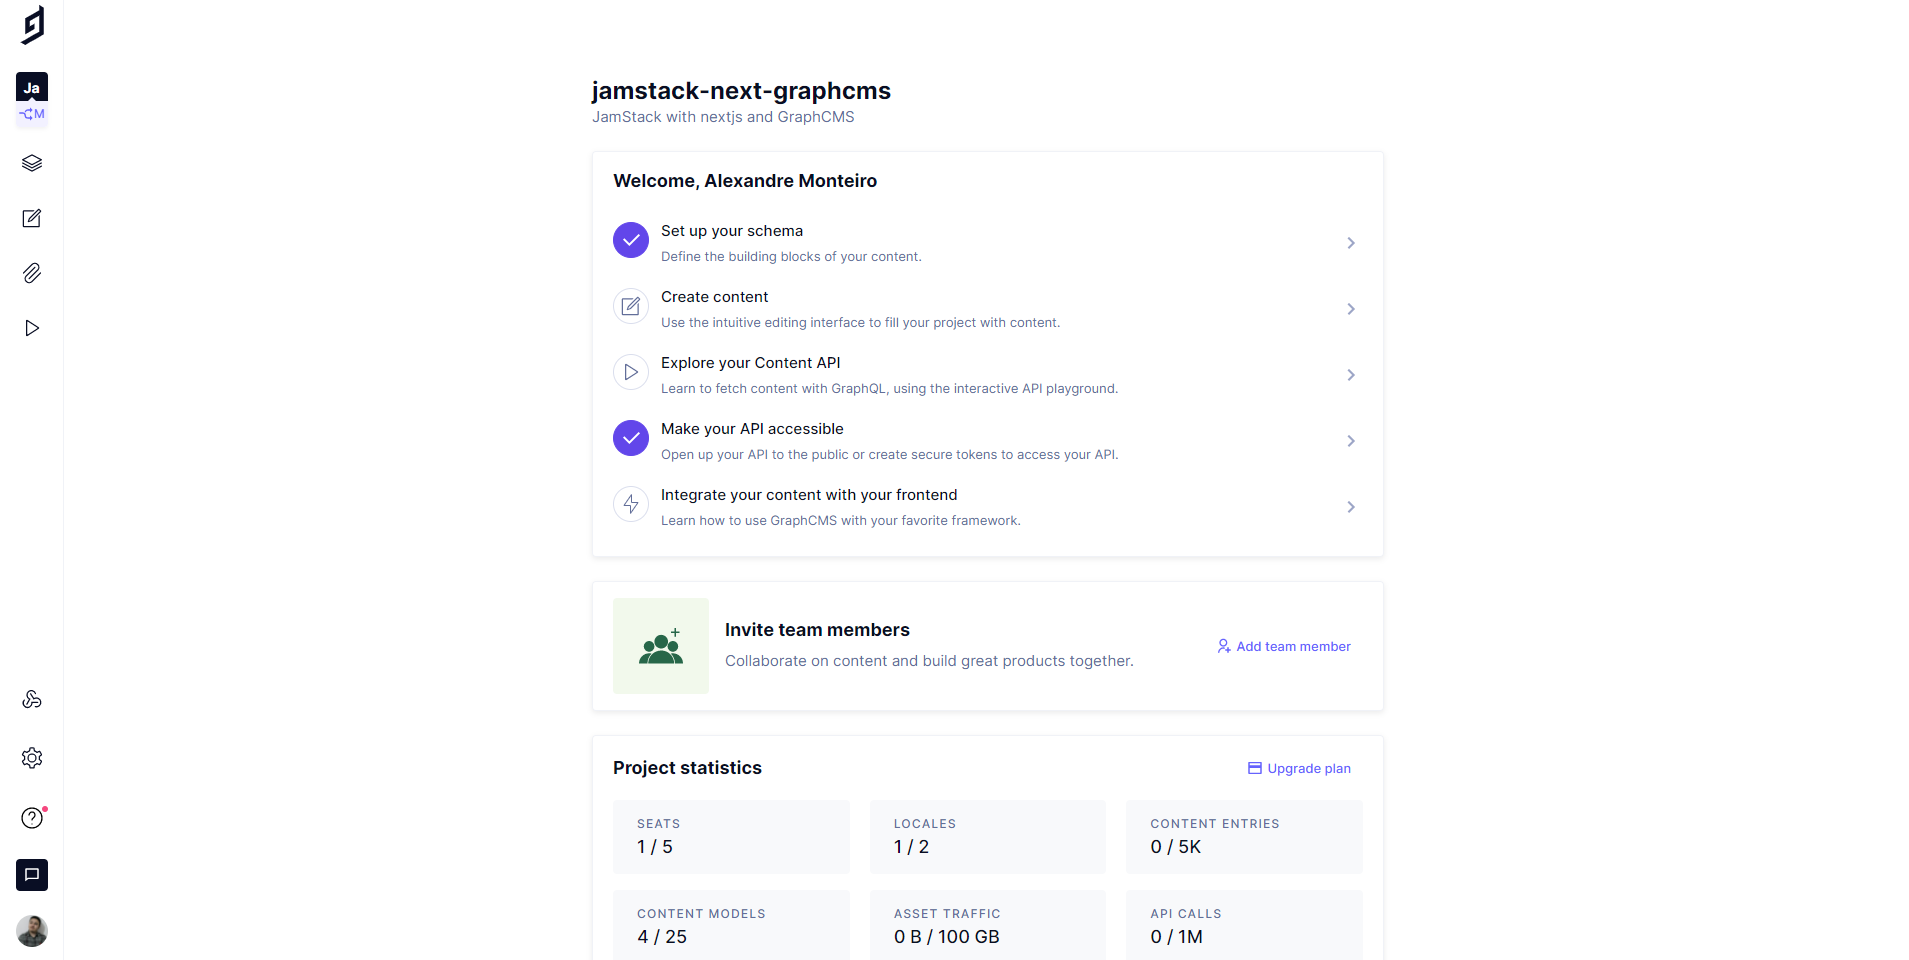 Ja
M
jamstack-next-graphcms
JamStack with nextjs and GraphCMS
Welcome, Alexandre Monteiro
Set up your schema
Define the building blocks of your content.
Create content
Use the intuitive editing interface to fill your project with content.
Explore your Content API
Learn to fetch content with GraphQL, using the interactive API playground.
Make your API accessible
Open up your API to the public or create secure tokens to access your API.
Integrate your content with your frontend
Learn how to use GraphCMS with your favorite framework.
Invite team members
Collaborate on content and build great products together.
Add team member
Project statistics
Upgrade plan
SEATS
1 / 5
LOCALES
1 / 2
CONTENT ENTRIES
0 / 5K
CONTENT MODELS
4 / 25
ASSET TRAFFIC
0 B / 100 GB
API CALLS
0 / 1M